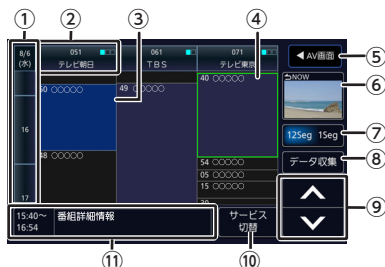 ① ② ③ ④
8/6
(水)
051
テレビ朝日
061
TBS
071
テレビ東京
◀AV画面 ⑤
50 ○○○○○
49 ○○○○○
40 ○○○○○
⮌NOW ⑥
16
12Seg 1Seg ⑦
48 ○○○○○
54 ○○○○○
05 ○○○○○
15 ○○○○○
データ収集 ⑧
17
15:40～
16:54
番組詳細情報
サービス
切替
⑨
⑪ ⑩